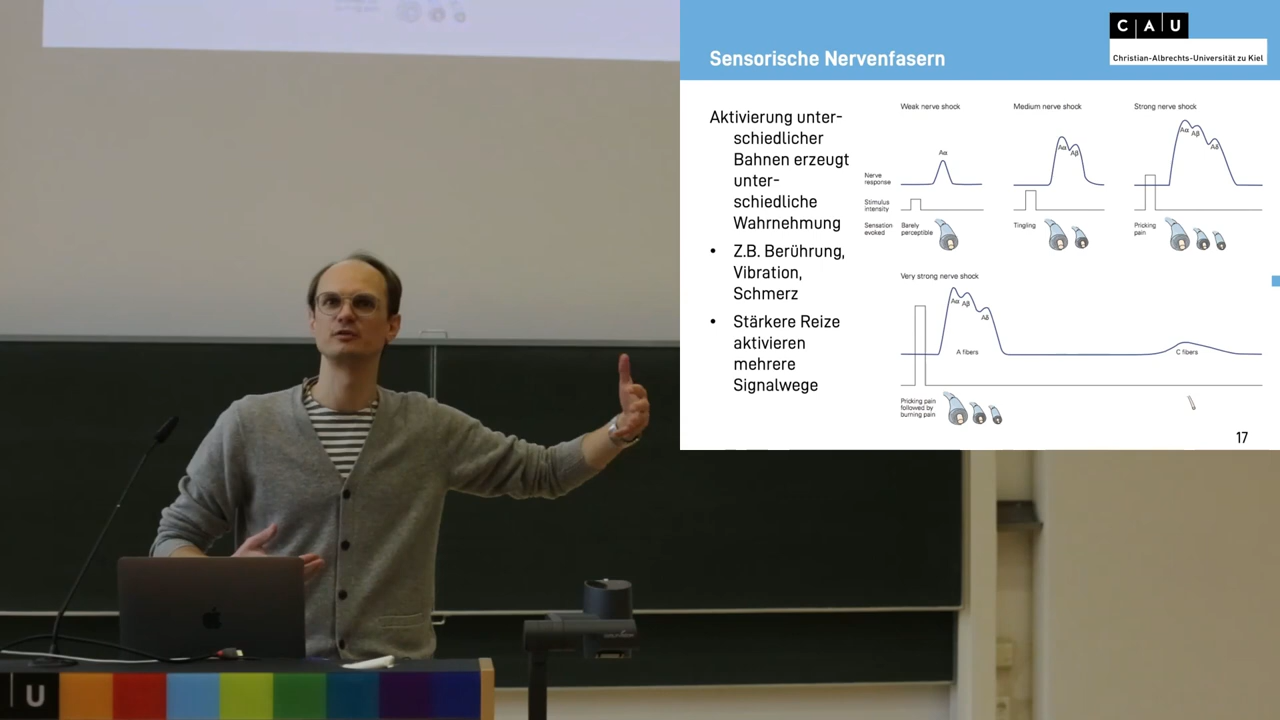 Sensorische Nervenfasern
C A U
Christian-Albrechts-Universität zu Kiel
Aktivierung unter-
schiedlicher
Bahnen erzeugt
unter-
schiedliche
Wahrnehmung
• Z.B. Berührung,
Vibration,
Schmerz
• Stärkere Reize
aktivieren
mehrere
Signalwege
Weak nerve shock
Medium nerve shock
Strong nerve shock
Aα
Aα
Aβ
Aα
Aβ
Aδ
Nerve
response
Stimulus
intensity
Sensation
evoked
Barely
perceptible
Tingling
Pricking
pain
Very strong nerve shock
Aα
Aβ
Aδ
A fibers
C fibers
Pricking pain
followed by
burning pain
17
U